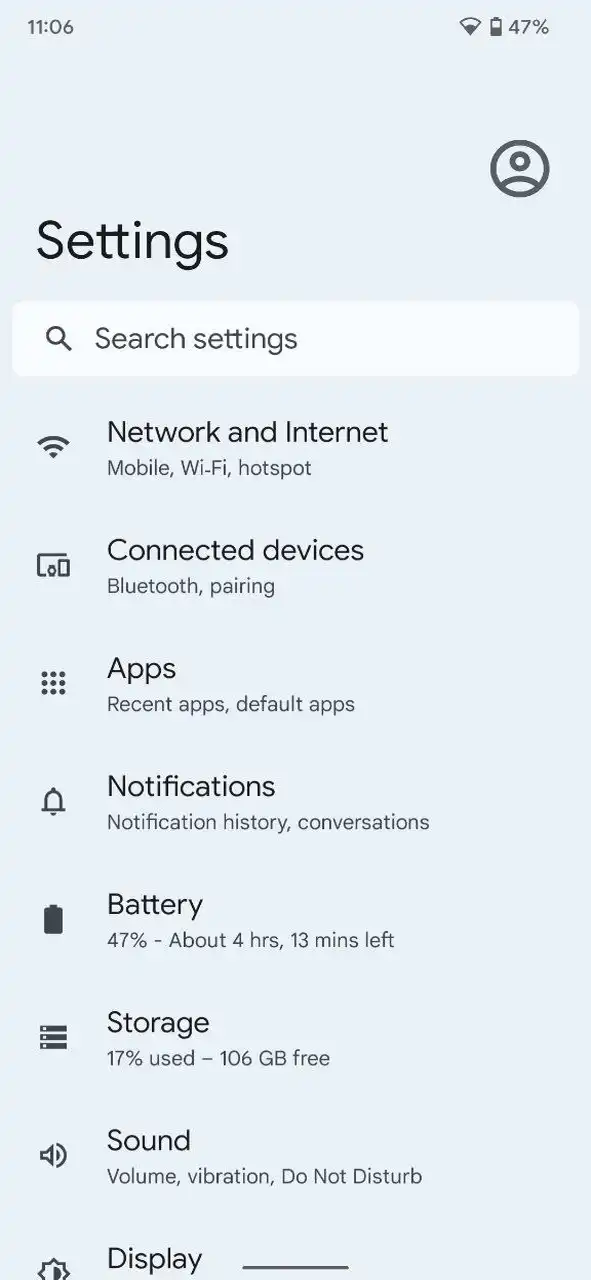 11:06 47%
Settings
Search settings
Network and Internet
Mobile, Wi-Fi, hotspot
Connected devices
Bluetooth, pairing
Apps
Recent apps, default apps
Notifications
Notification history, conversations
Battery
47% - About 4 hrs, 13 mins left
Storage
17% used – 106 GB free
Sound
Volume, vibration, Do Not Disturb
Display